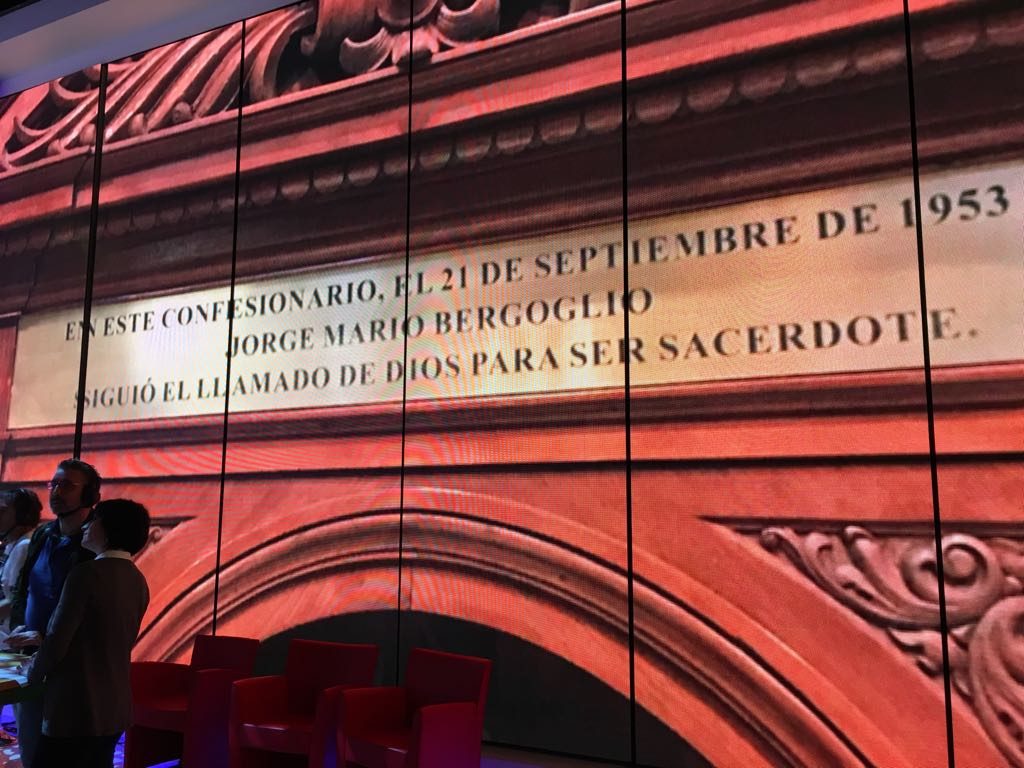 EN ESTE CONFESIONARIO, EL 21 DE SEPTIEMBRE DE 1953
JORGE MARIO BERGOGLIO
SIGUIÓ EL LLAMADO DE DIOS PARA SER SACERDOTE.